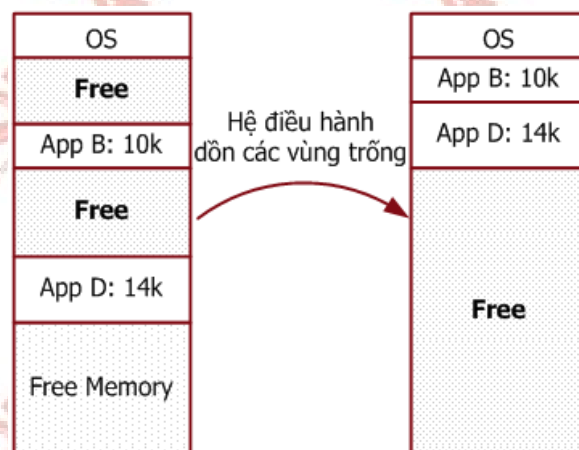 OS
Free
App B: 10k
Free
App D: 14k
Free Memory
Hệ điều hành
dồn các vùng trống
OS
App B: 10k
App D: 14k
Free